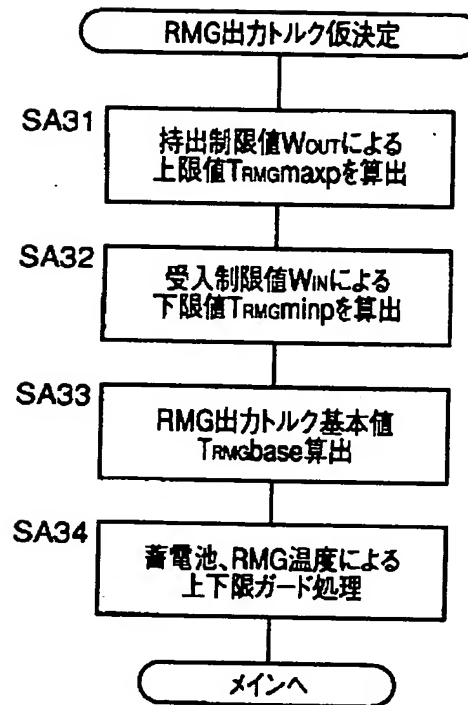 RMG出力トルク仮決定
SA31
持出制限値WOUTによる
上限値TRMGmaxpを算出
SA32
受入制限値WINによる
下限値TRMGminpを算出
SA33
RMG出力トルク基本値
TRMGbase算出
SA34
蓄電池、RMG温度による
上下限ガード処理
メインへ